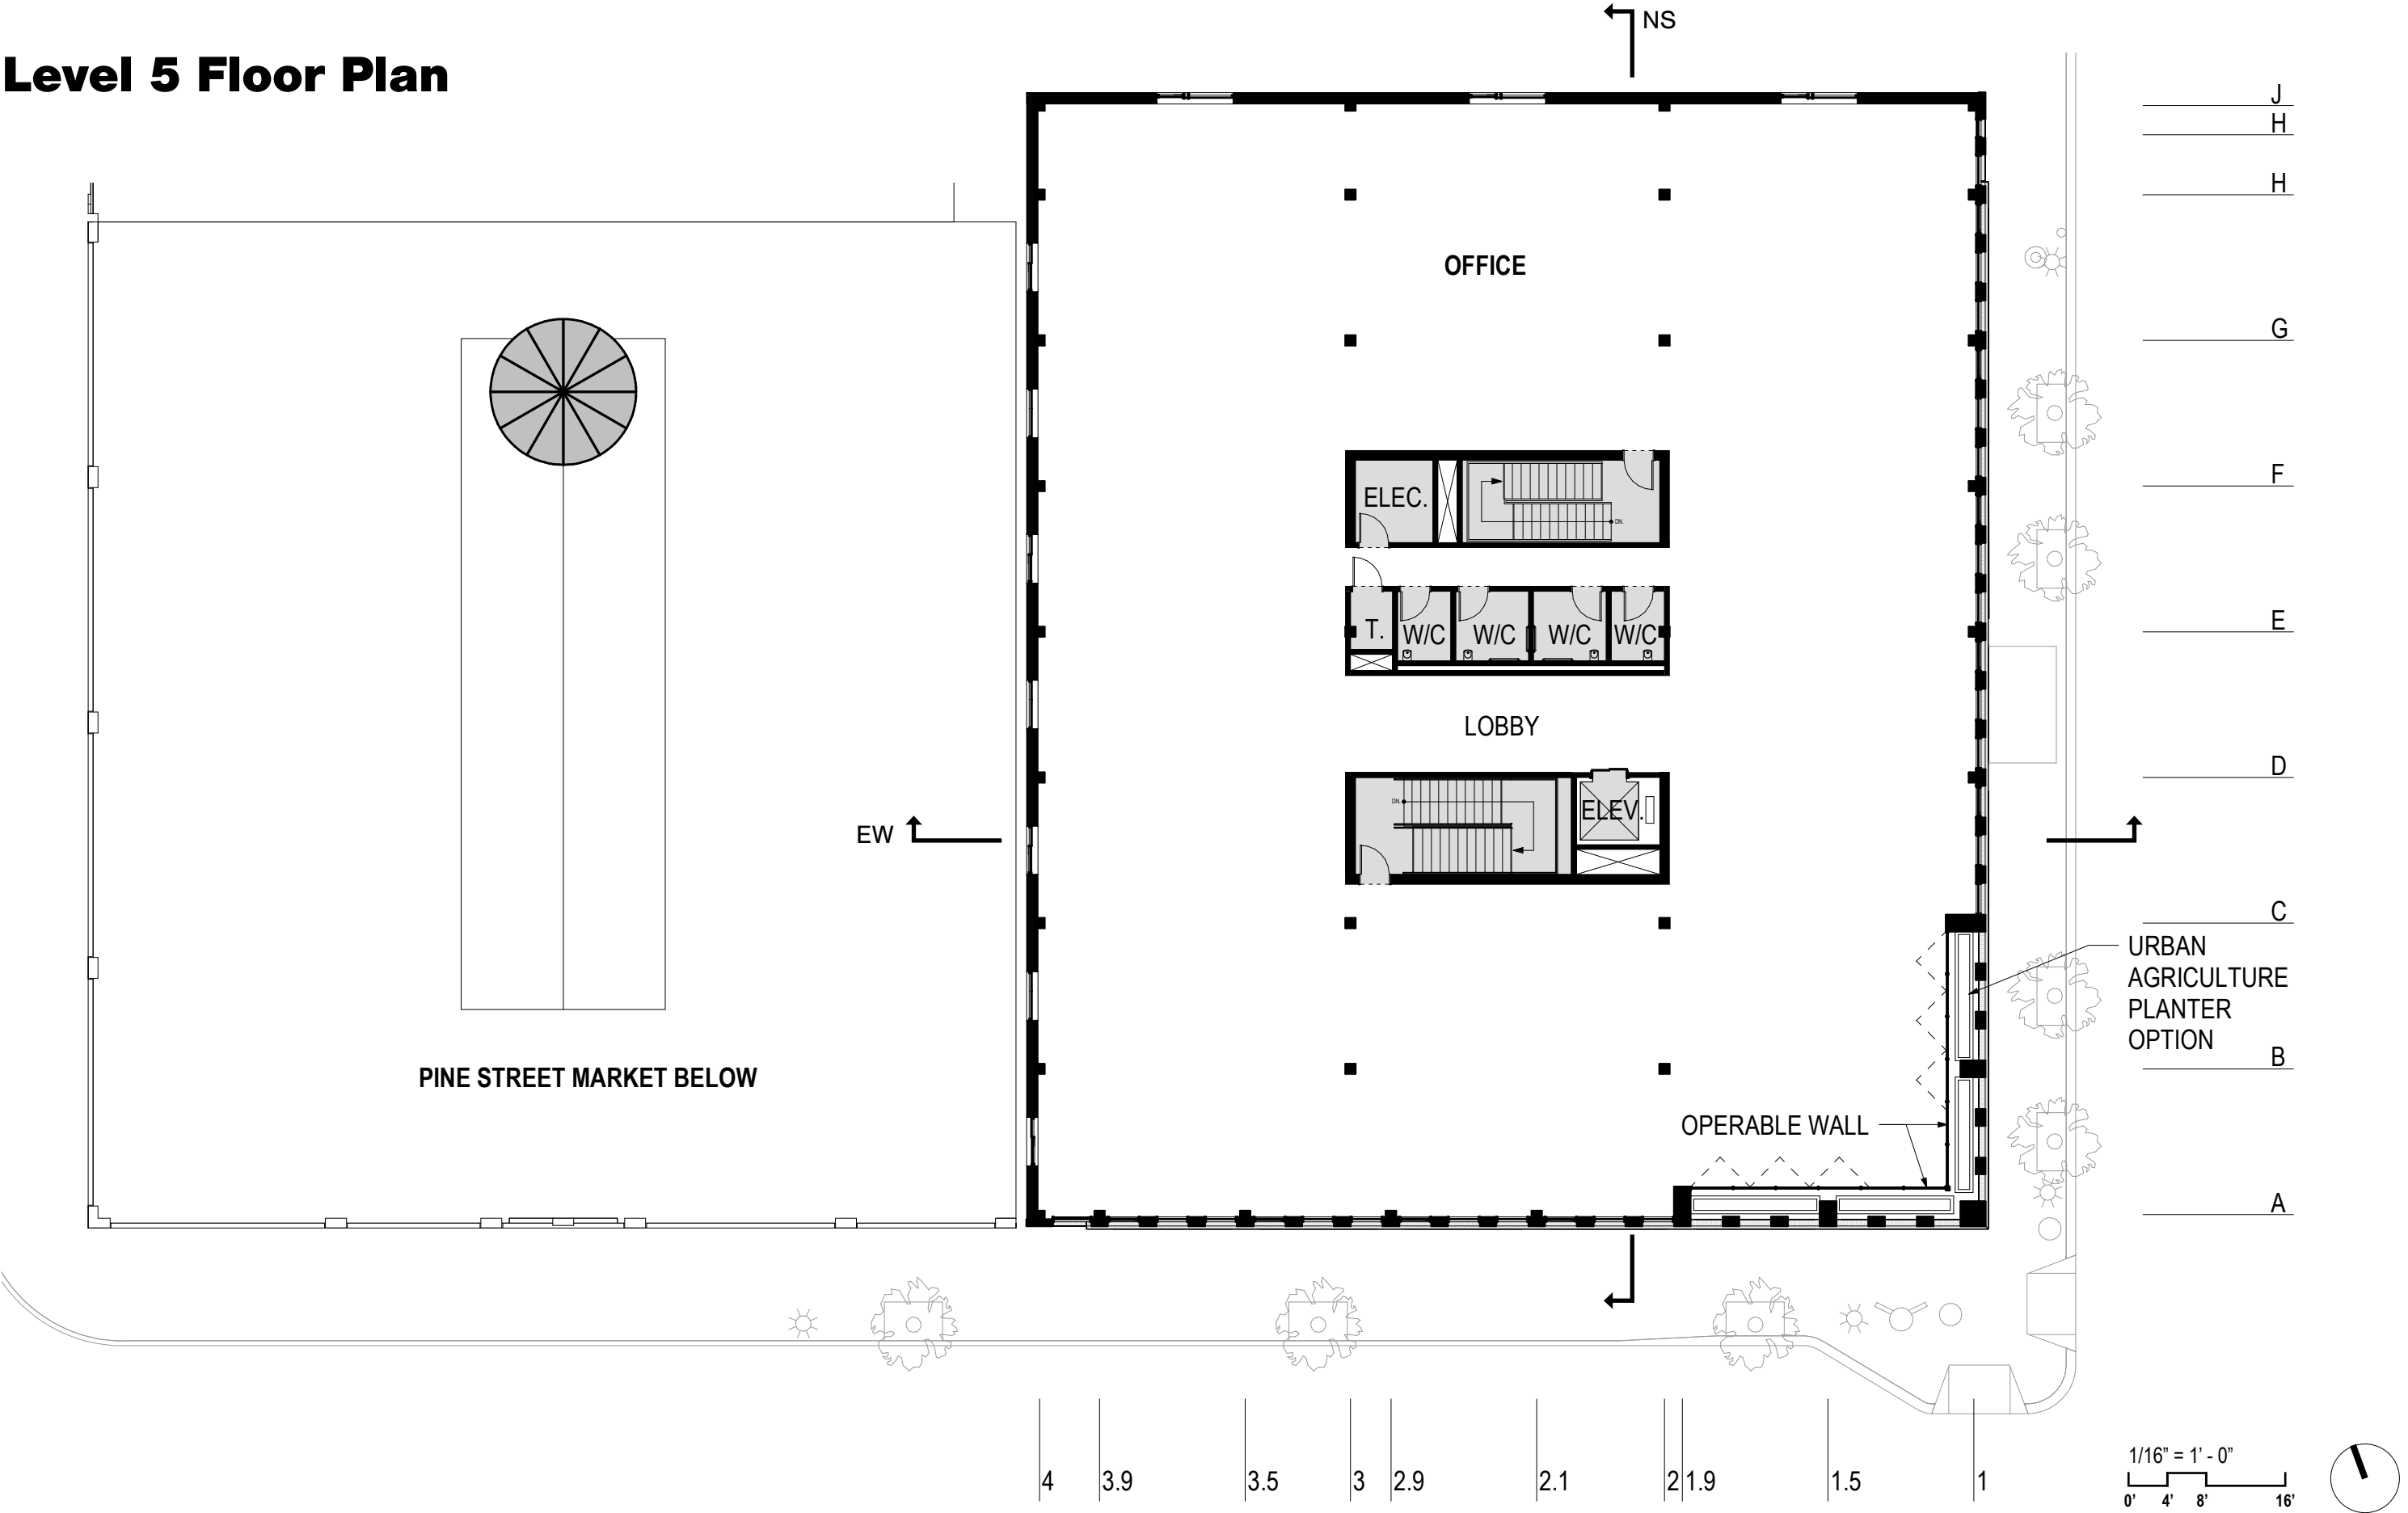 NS
Level 5 Floor Plan
J
H
H
OFFICE
G
F
ELEC.
DN.
E
T.
W/C
W/C
W/C
W/C
LOBBY
D
DN.
ELEV.
EW
C
URBAN
AGRICULTURE
PLANTER
OPTION
B
PINE STREET MARKET BELOW
OPERABLE WALL
A
4
3.9
3.5
3
2.9
2.1
2
1.9
1.5
1
1/16” = 1’ - 0”
0’ 4’ 8’ 16’